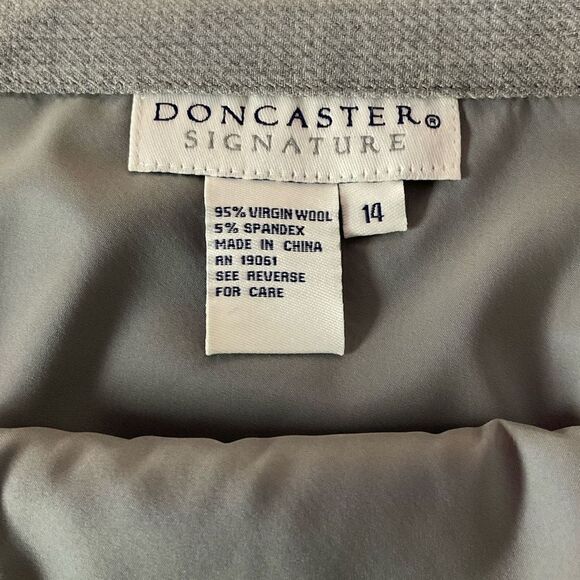 DONCASTER®
SIGNATURE
14
95% VIRGIN WOOL
5% SPANDEX
MADE IN CHINA
RN 19061
SEE REVERSE
FOR CARE